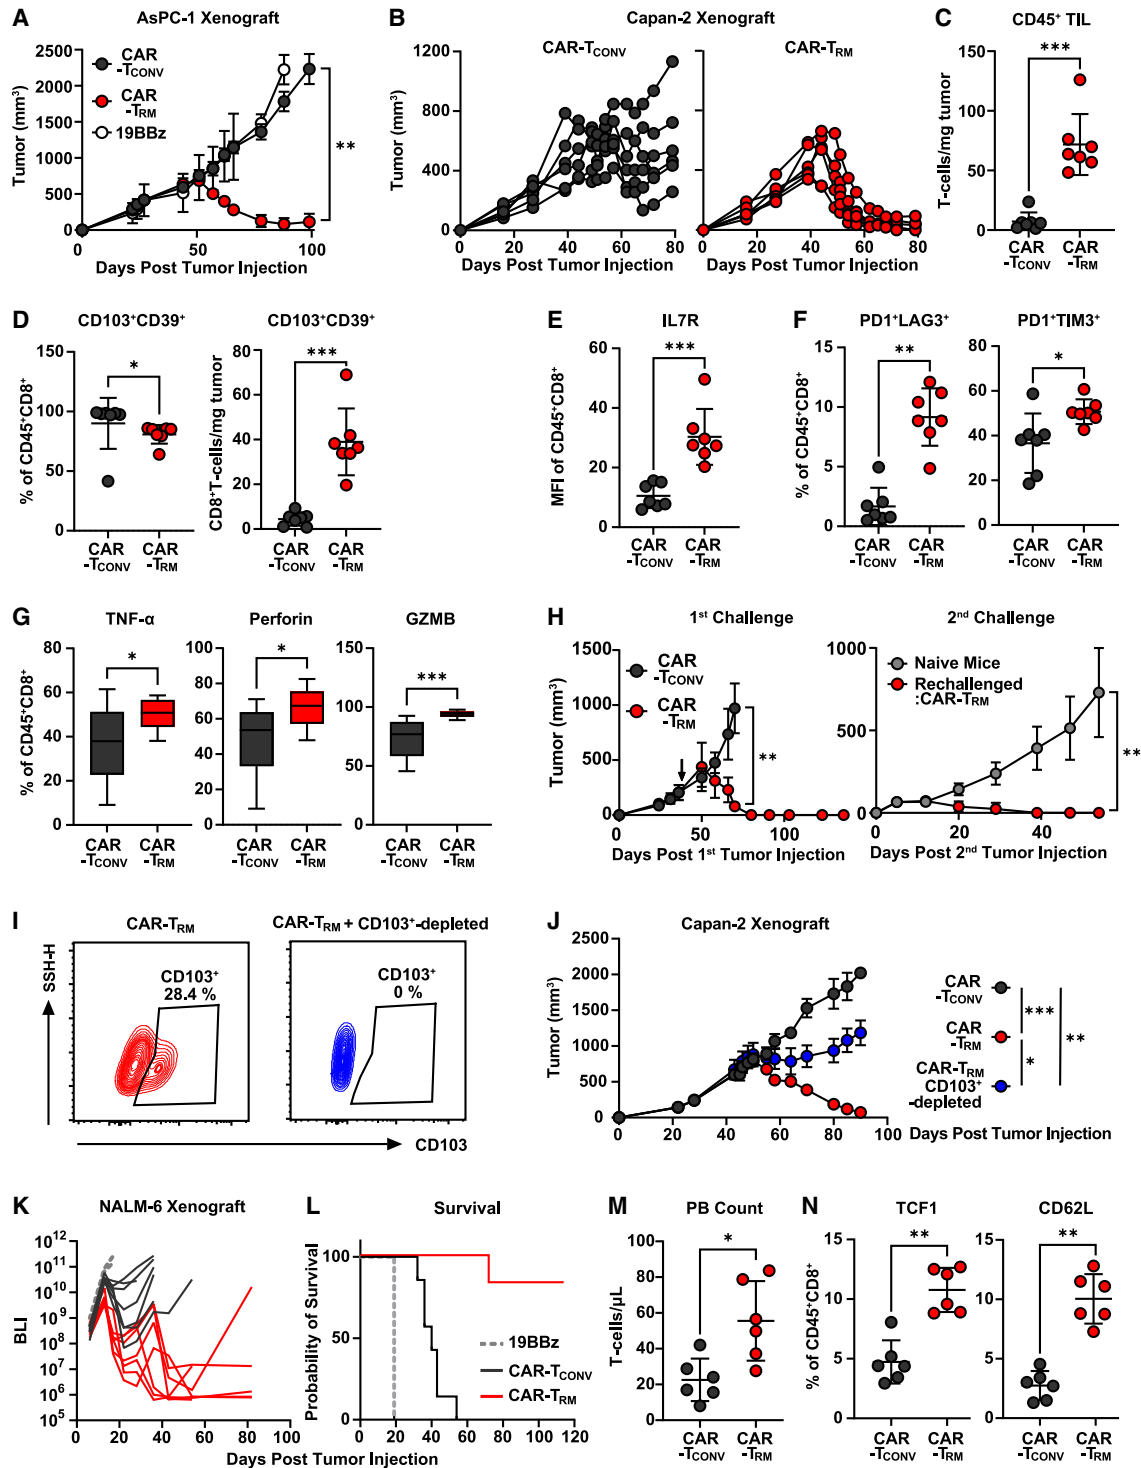 A
AsPC-1 Xenograft
Tumor (mm³)
2500
2000
1500
1000
500
0
CAR
-TCONV
CAR
-TRM
19BBz
**
0
50
100
Days Post Tumor Injection
B
Capan-2 Xenograft
CAR-TCONV
CAR-TRM
Tumor (mm³)
1200
800
400
0
0 20 40 60 80
0 20 40 60 80
Days Post Tumor Injection
Days Post Tumor Injection
C
CD45⁺ TIL
T-cells/mg tumor
150
100
50
0
***
CAR
-TCONV
CAR
-TRM
D
CD103⁺CD39⁺
% of CD45⁺CD8⁺
150
100
50
0
*
CAR
-TCONV
CAR
-TRM
CD103⁺CD39⁺
CD8⁺T-cells/mg tumor
80
60
40
20
0
***
CAR
-TCONV
CAR
-TRM
E
IL7R
MFI of CD45⁺CD8⁺
60
40
20
0
***
CAR
-TCONV
CAR
-TRM
F
PD1⁺LAG3⁺
% of CD45⁺CD8⁺
15
10
5
0
**
CAR
-TCONV
CAR
-TRM
PD1⁺TIM3⁺
80
60
40
20
0
*
CAR
-TCONV
CAR
-TRM
G
TNF-α
% of CD45⁺CD8⁺
80
60
40
20
0
*
CAR
-TCONV
CAR
-TRM
Perforin
100
80
60
40
20
0
*
CAR
-TCONV
CAR
-TRM
GZMB
150
100
50
0
***
CAR
-TCONV
CAR
-TRM
H
1st Challenge
Tumor (mm³)
1500
1000
500
0
CAR
-TCONV
CAR
-TRM
**
0 50 100
Days Post 1st Tumor Injection
2nd Challenge
1000
500
0
Naive Mice
Rechallenged
:CAR-TRM
**
0 20 40
Days Post 2nd Tumor Injection
I
CAR-TRM
CAR-TRM + CD103⁺-depleted
SSH-H
CD103⁺
28.4 %
CD103⁺
0 %
CD103
J
Capan-2 Xenograft
Tumor (mm³)
2500
2000
1500
1000
500
0
0 20 40 60 80 100
Days Post Tumor Injection
CAR
-TCONV
CAR
-TRM
CAR-TRM
CD103⁺
-depleted
***
*
**
K
NALM-6 Xenograft
BLI
10¹²
10¹¹
10¹⁰
10⁹
10⁸
10⁷
10⁶
10⁵
0 20 40 60 80 100
L
Survival
Probability of Survival
100
50
0
19BBz
CAR-TCONV
CAR-TRM
0 20 40 60 80 100 120
Days Post Tumor Injection
M
PB Count
T-cells/μL
100
80
60
40
20
0
*
CAR
-TCONV
CAR
-TRM
N
TCF1
% of CD45⁺CD8⁺
15
10
5
0
**
CAR
-TCONV
CAR
-TRM
CD62L
15
10
5
0
**
CAR
-TCONV
CAR
-TRM